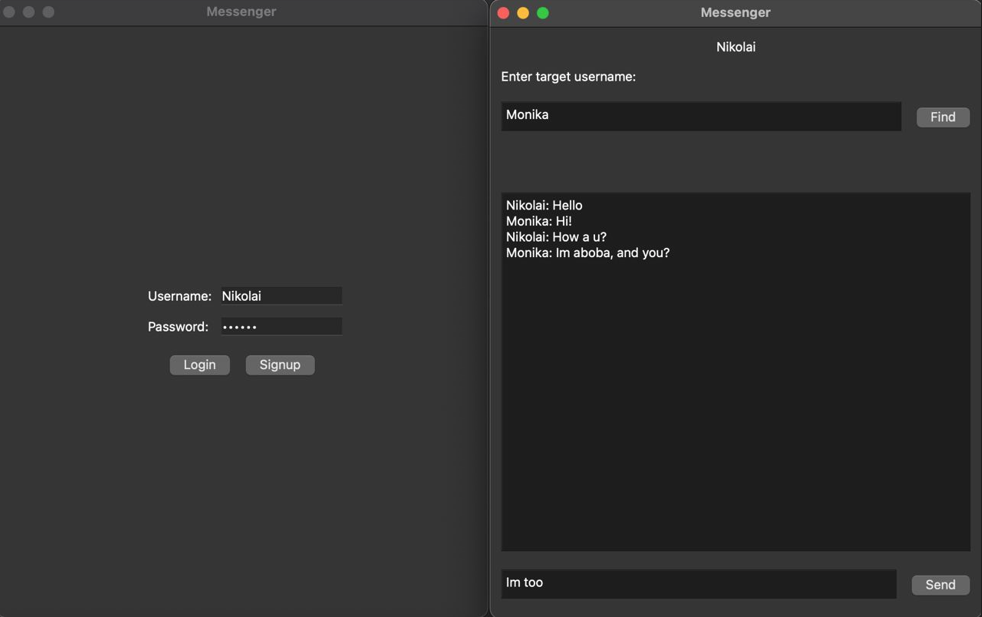 Messenger
Username: Nikolai
Password: ••••••
Login Signup
Messenger
Nikolai
Enter target username:
Monika Find
Nikolai: Hello
Monika: Hi!
Nikolai: How a u?
Monika: Im aboba, and you?
Im too Send